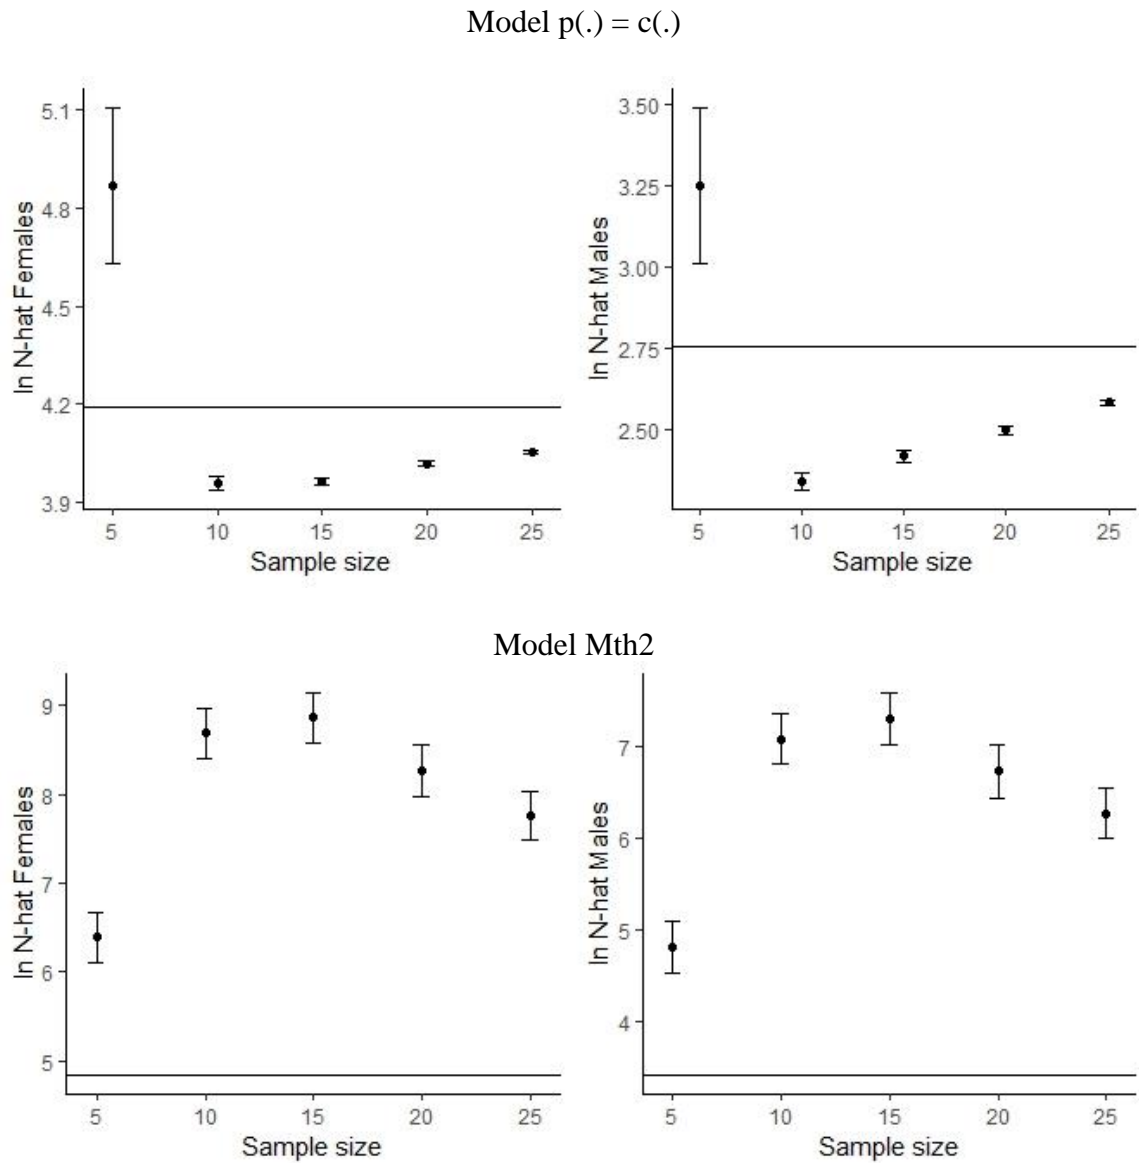 Model p(.) = c(.)
5.1
4.8
4.5
4.2
3.9
ln N-hat Females
5 10 15 20 25
Sample size
3.50
3.25
3.00
2.75
2.50
ln N-hat Males
5 10 15 20 25
Sample size
Model Mth2
9
8
7
6
5
ln N-hat Females
5 10 15 20 25
Sample size
7
6
5
4
ln N-hat Males
5 10 15 20 25
Sample size